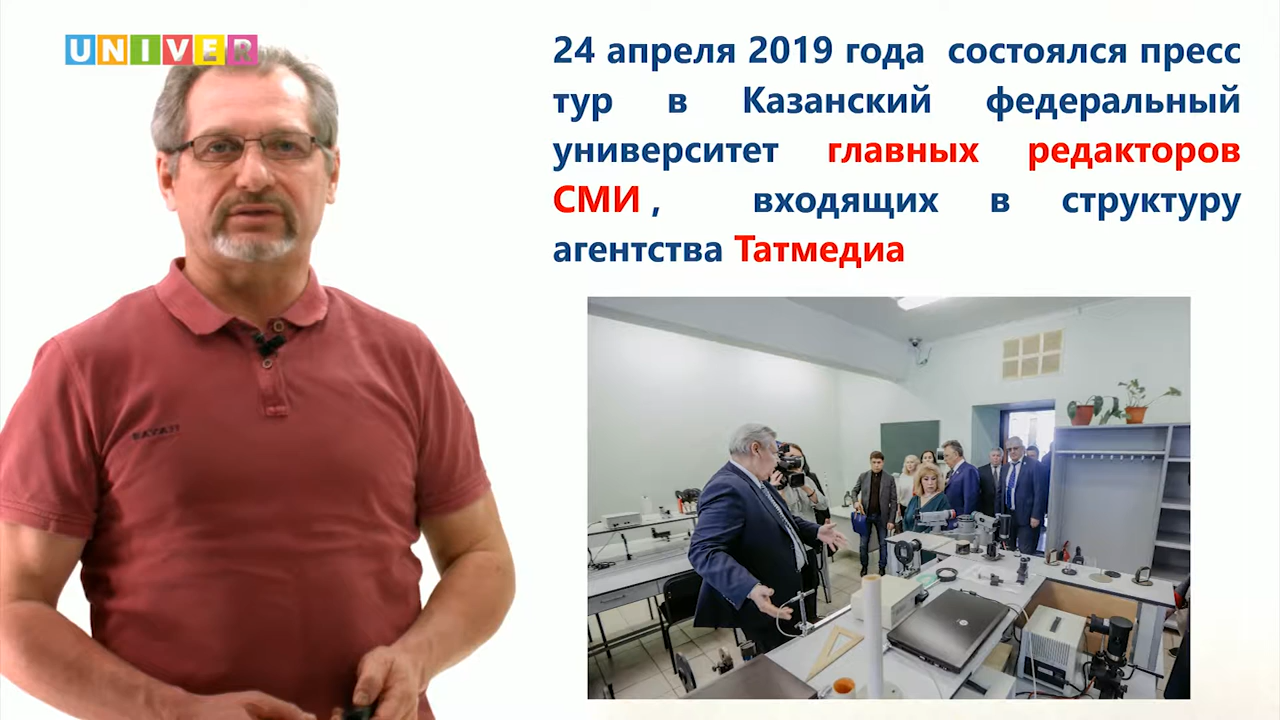 UNIVER
24 апреля 2019 года состоялся пресс
тур в Казанский федеральный
университет главных редакторов
СМИ , входящих в структуру
агентства Татмедиа